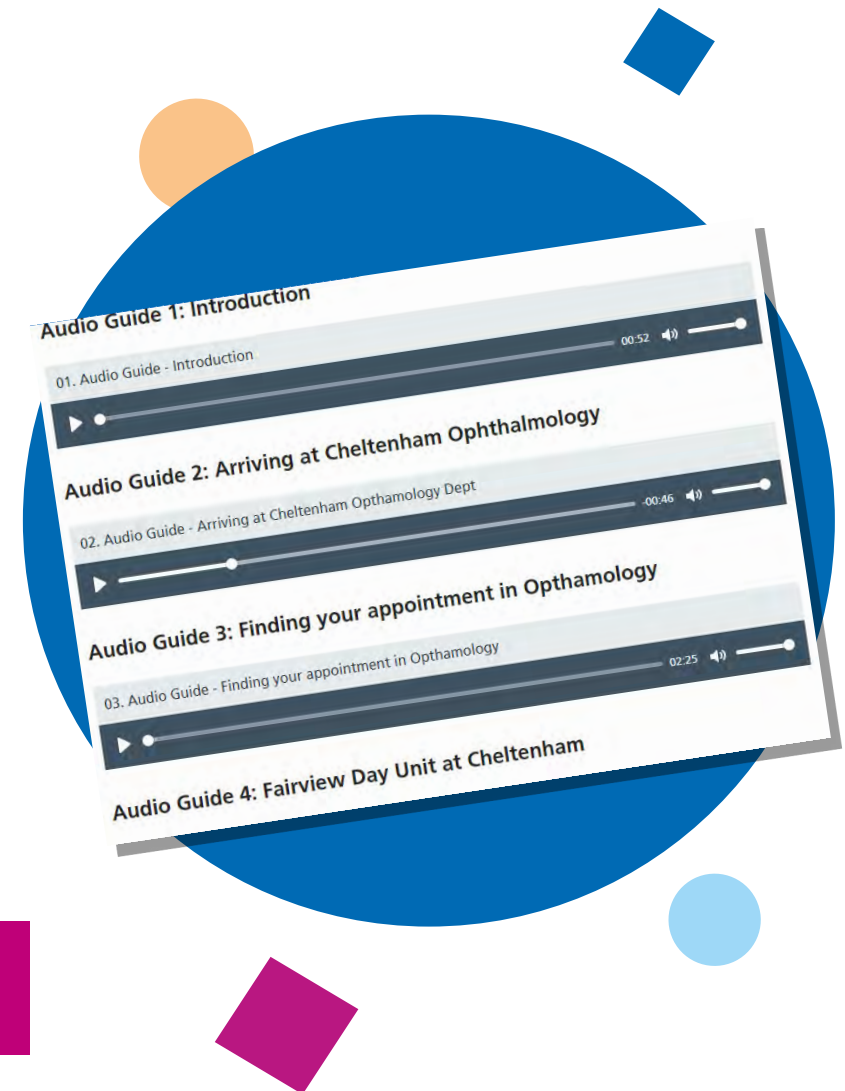 Audio Guide 1: Introduction
01. Audio Guide - Introduction
00:52
Audio Guide 2: Arriving at Cheltenham Ophthalmology
02. Audio Guide - Arriving at Cheltenham Opthamology Dept
-00:46
Audio Guide 3: Finding your appointment in Opthamology
03. Audio Guide - Finding your appointment in Opthamology
02:25
Audio Guide 4: Fairview Day Unit at Cheltenham